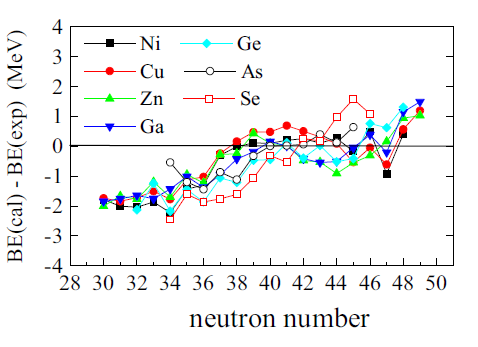 BE(cal) - BE(exp) (MeV)
4
3
2
1
0
-1
-2
-3
-4
Ni
Ge
Cu
As
Zn
Se
Ga
28 30 32 34 36 38 40 42 44 46 48 50
neutron number